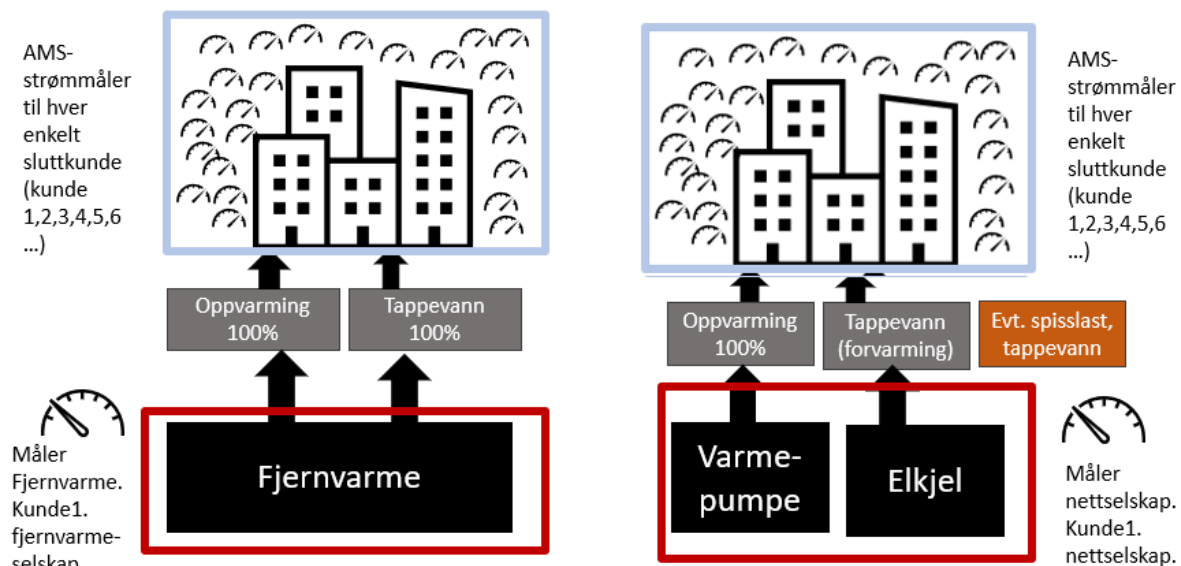 AMS-
strømmåler
til hver
enkelt
sluttkunde
(kunde
1,2,3,4,5,6
...)
Oppvarming
100%
Tappevann
100%
Fjernvarme
Måler
Fjernvarme.
Kunde1.
fjernvarme-
selskap
AMS-
strømmåler
til hver
enkelt
sluttkunde
(kunde
1,2,3,4,5,6
...)
Oppvarming
100%
Tappevann
(forvarming)
Evt. spisslast,
tappevann
Varme-
pumpe
Elkjel
Måler
nettselskap.
Kunde1.
nettselskap.